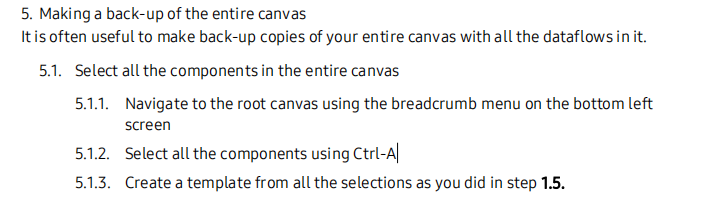 5. Making a back-up of the entire canvas
It is often useful to make back-up copies of your entire canvas with all the dataflows in it.
5.1. Select all the components in the entire canvas
5.1.1. Navigate to the root canvas using the breadcrumb menu on the bottom left
screen
5.1.2. Select all the components using Ctrl-A
5.1.3. Create a template from all the selections as you did in step 1.5.